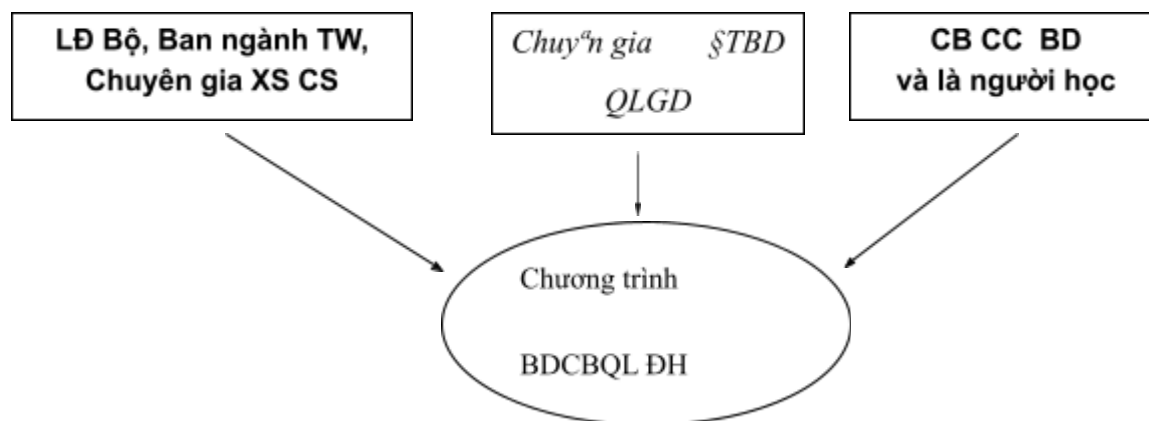 LĐ Bộ, Ban ngành TW,
Chuyên gia XS CS
Chuyªn gia §TBD
QLGD
CB CC BD
và là người học
Chương trình
BDCBQL ĐH